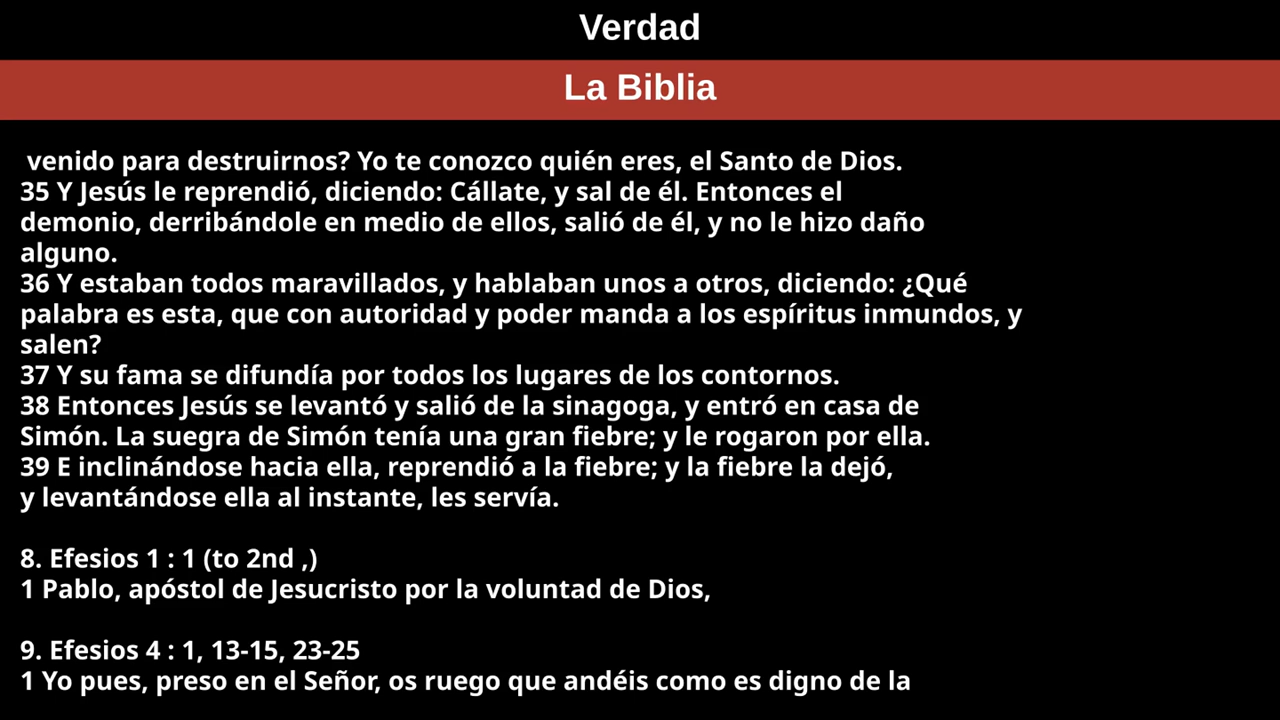 Verdad
La Biblia
venido para destruirnos? Yo te conozco quién eres, el Santo de Dios.
35 Y Jesús le reprendió, diciendo: Cállate, y sal de él. Entonces el
demonio, derribándole en medio de ellos, salió de él, y no le hizo daño
alguno.
36 Y estaban todos maravillados, y hablaban unos a otros, diciendo: ¿Qué
palabra es esta, que con autoridad y poder manda a los espíritus inmundos, y
salen?
37 Y su fama se difundía por todos los lugares de los contornos.
38 Entonces Jesús se levantó y salió de la sinagoga, y entró en casa de
Simón. La suegra de Simón tenía una gran fiebre; y le rogaron por ella.
39 E inclinándose hacia ella, reprendió a la fiebre; y la fiebre la dejó,
y levantándose ella al instante, les servía.
8. Efesios 1 : 1 (to 2nd ,)
1 Pablo, apóstol de Jesucristo por la voluntad de Dios,
9. Efesios 4 : 1, 13-15, 23-25
1 Yo pues, preso en el Señor, os ruego que andéis como es digno de la